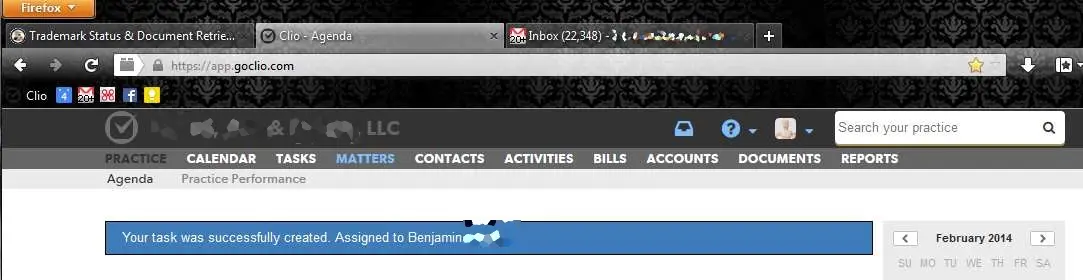 Firefox
Trademark Status & Document Retrie...
Clio - Agenda
Inbox (22,348) -
https://app.goclio.com
Clio
4
20+
& , LLC
Search your practice
PRACTICE CALENDAR TASKS MATTERS CONTACTS ACTIVITIES BILLS ACCOUNTS DOCUMENTS REPORTS
Agenda Practice Performance
Your task was successfully created. Assigned to Benjamin
February 2014
SU MO TU WE TH FR SA